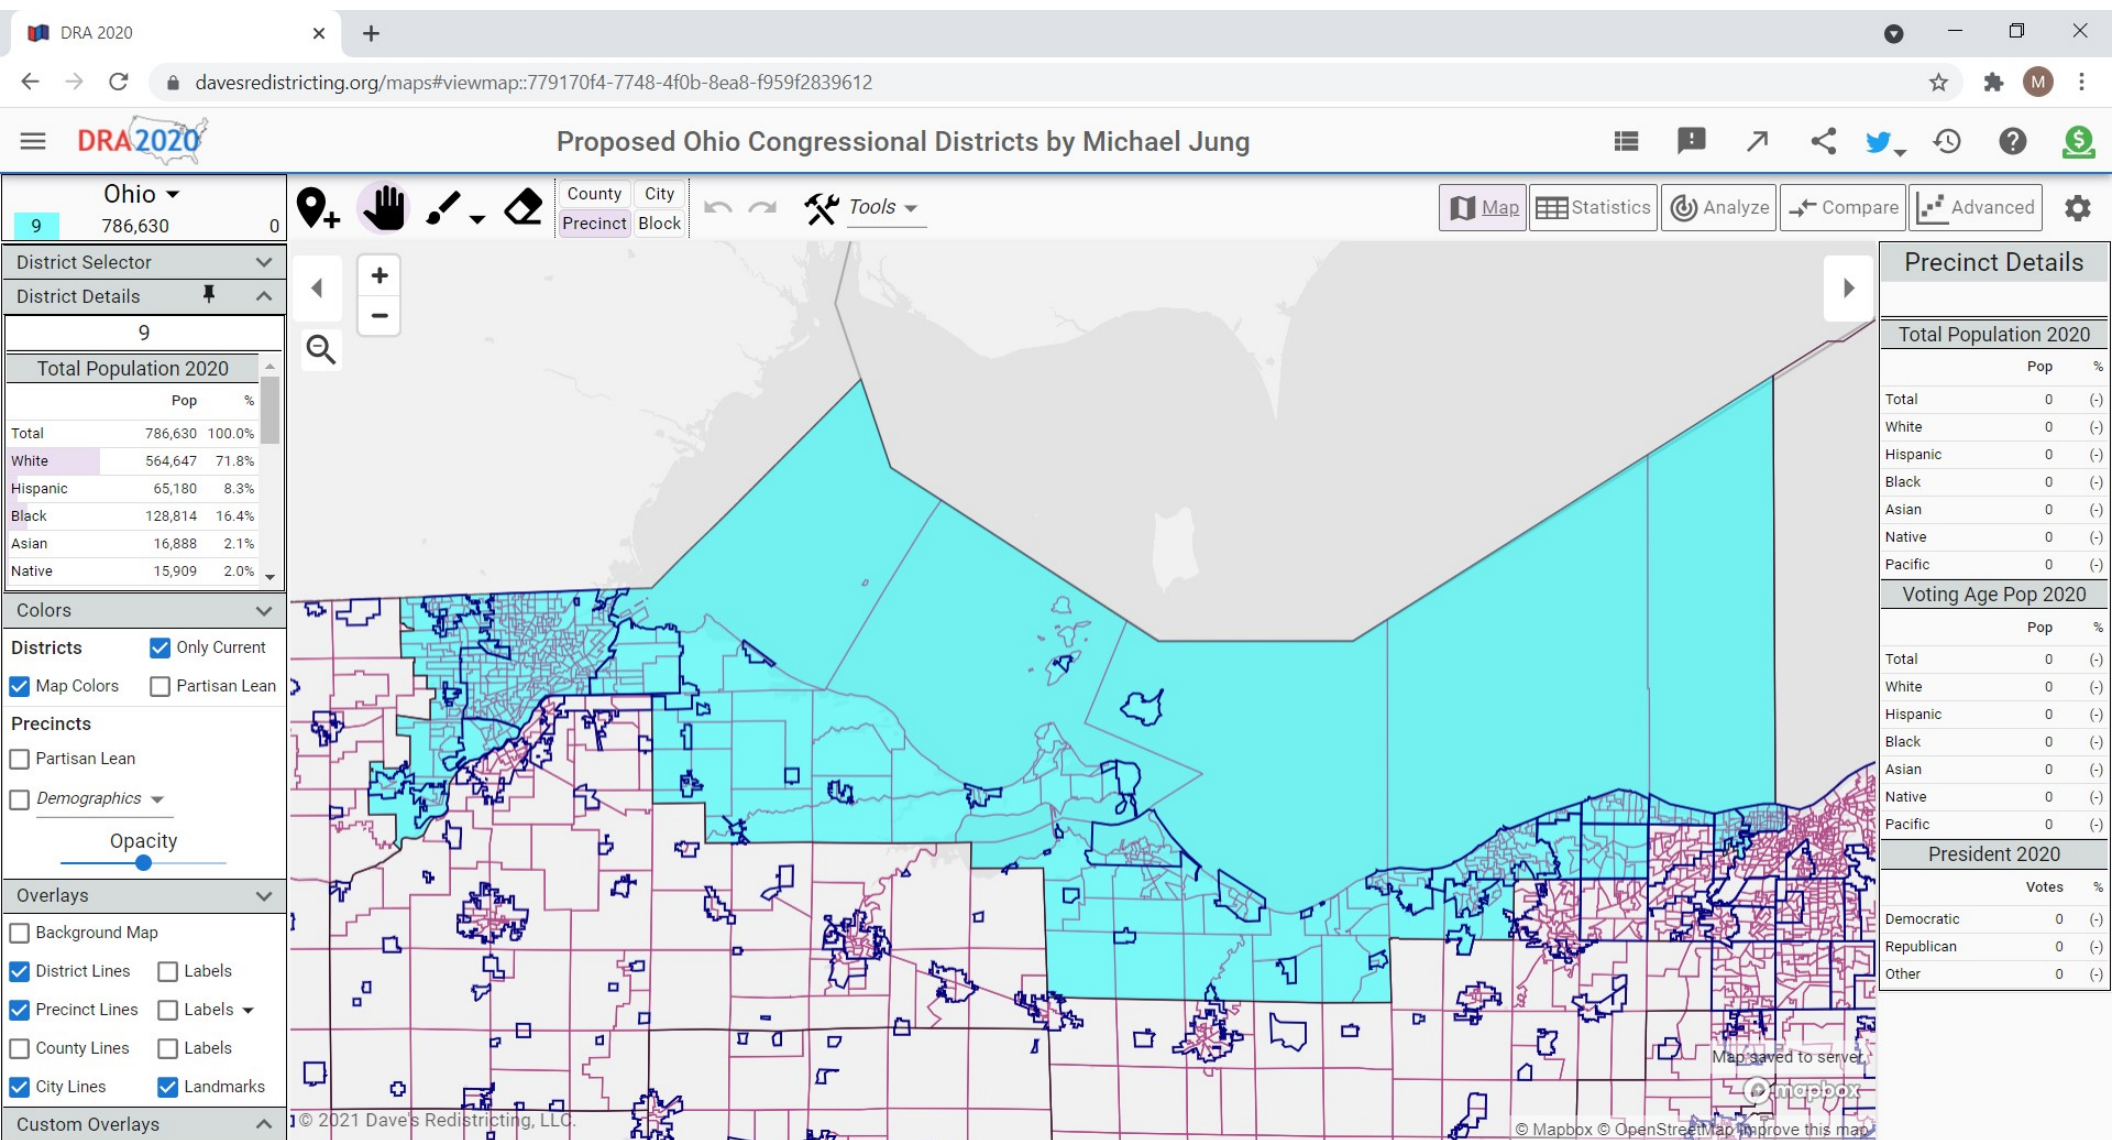 DRA 2020
davesredistricting.org/maps#viewmap::779170f4-7748-4f0b-8ea8-f959f2839612
M
DRA2020
Proposed Ohio Congressional Districts by Michael Jung
Ohio
9 786,630 0
County City
Precinct Block
Tools
Map Statistics Analyze Compare Advanced
District Selector
District Details
9
Total Population 2020
Pop %
Total 786,630 100.0%
White 564,647 71.8%
Hispanic 65,180 8.3%
Black 128,814 16.4%
Asian 16,888 2.1%
Native 15,909 2.0%
Colors
Districts Only Current
Map Colors Partisan Lean
Precincts
Partisan Lean
Demographics
Opacity
Overlays
Background Map
District Lines Labels
Precinct Lines Labels
County Lines Labels
City Lines Landmarks
Custom Overlays
Precinct Details
Total Population 2020
Pop %
Total 0 (-)
White 0 (-)
Hispanic 0 (-)
Black 0 (-)
Asian 0 (-)
Native 0 (-)
Pacific 0 (-)
Voting Age Pop 2020
Pop %
Total 0 (-)
White 0 (-)
Hispanic 0 (-)
Black 0 (-)
Asian 0 (-)
Native 0 (-)
Pacific 0 (-)
President 2020
Votes %
Democratic 0 (-)
Republican 0 (-)
Other 0 (-)
Map saved to server
mapbox
© 2021 Dave's Redistricting, LLC.
© Mapbox © OpenStreetMap Improve this map